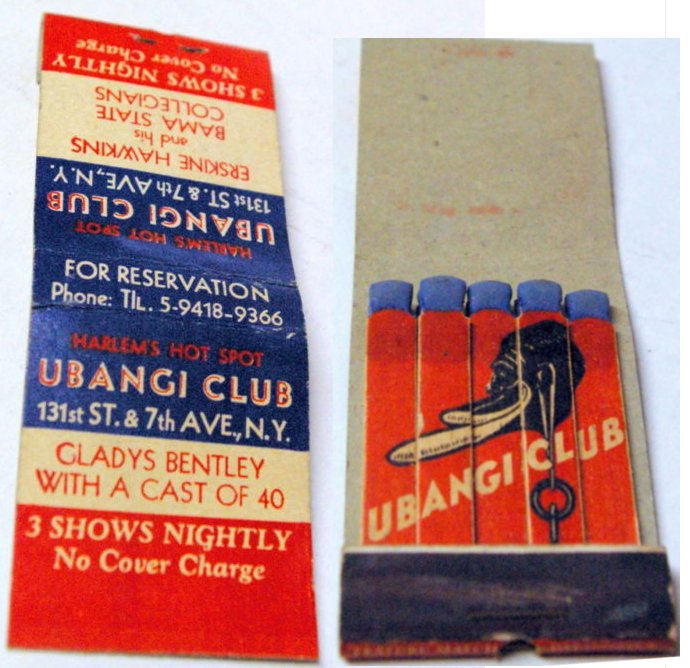 3 SHOWS NIGHTLY
No Cover Charge
ERSKINE HAWKINS
and his
BAMA STATE
COLLEGIANS
HARLEM'S HOT SPOT
UBANGI CLUB
131st ST. & 7th AVE., N.Y.
FOR RESERVATION
Phone: TIL. 5-9418-9366
HARLEM'S HOT SPOT
UBANGI CLUB
131st ST. & 7th AVE., N.Y.
GLADYS BENTLEY
WITH A CAST OF 40
3 SHOWS NIGHTLY
No Cover Charge
UBANGI CLUB